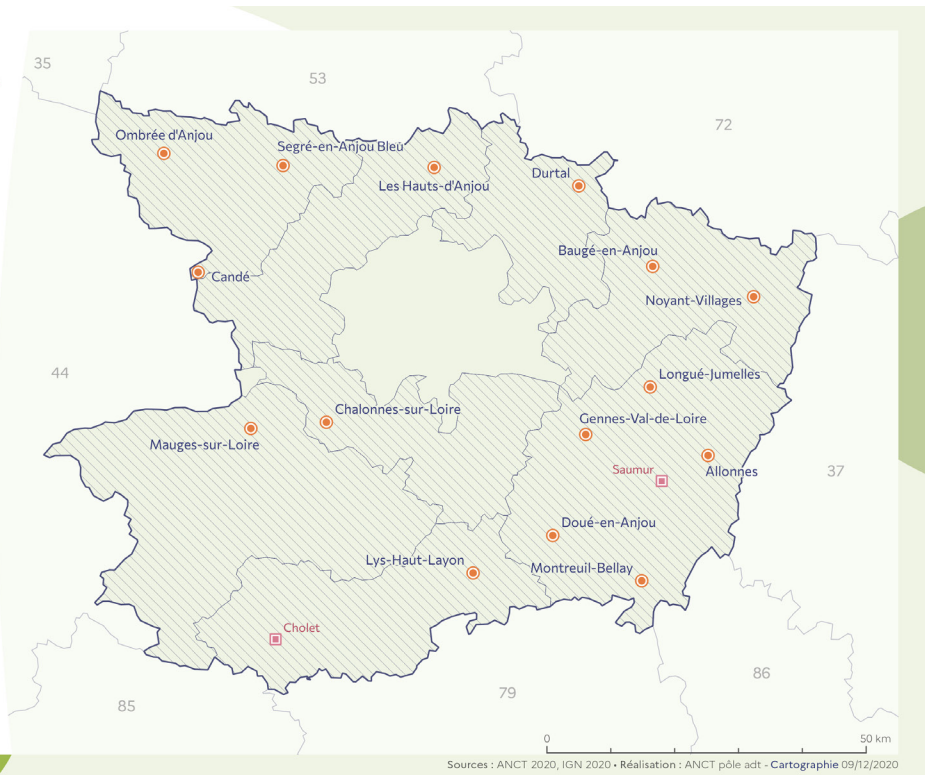 35
53
72
Ombrée d'Anjou
Segré-en-Anjou Bleu
Les Hauts-d'Anjou
Durtal
Baugé-en-Anjou
Candé
Noyant-Villages
44
Longué-Jumelles
Chalonnes-sur-Loire
Gennes-Val-de-Loire
Mauges-sur-Loire
Saumur
Allonnes
37
Doué-en-Anjou
Lys-Haut-Layon
Montreuil-Bellay
Cholet
86
79
85
0 50 km
Sources : ANCT 2020, IGN 2020 • Réalisation : ANCT pôle adt - Cartographie 09/12/2020